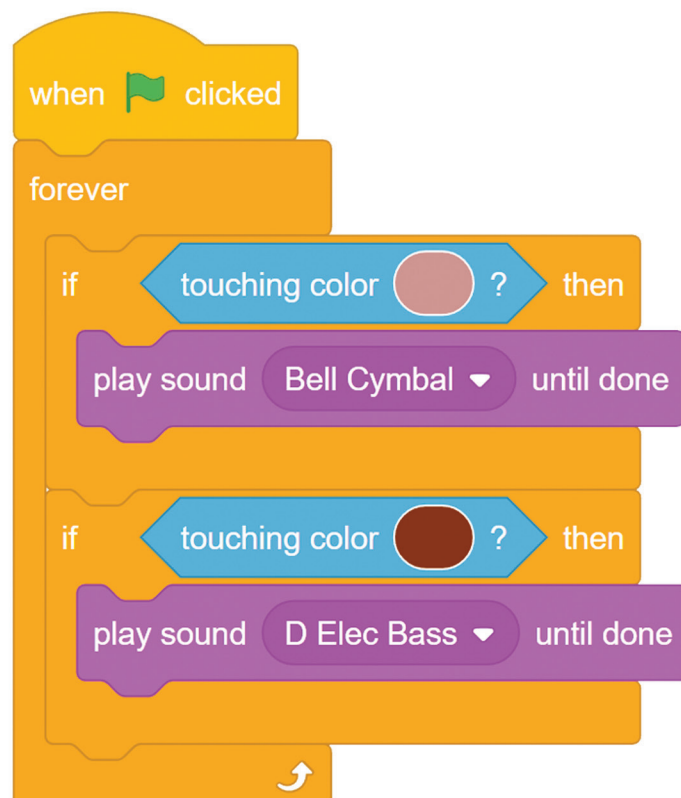 when clicked
forever
if touching color ? then
play sound Bell Cymbal until done
if touching color ? then
play sound D Elec Bass until done